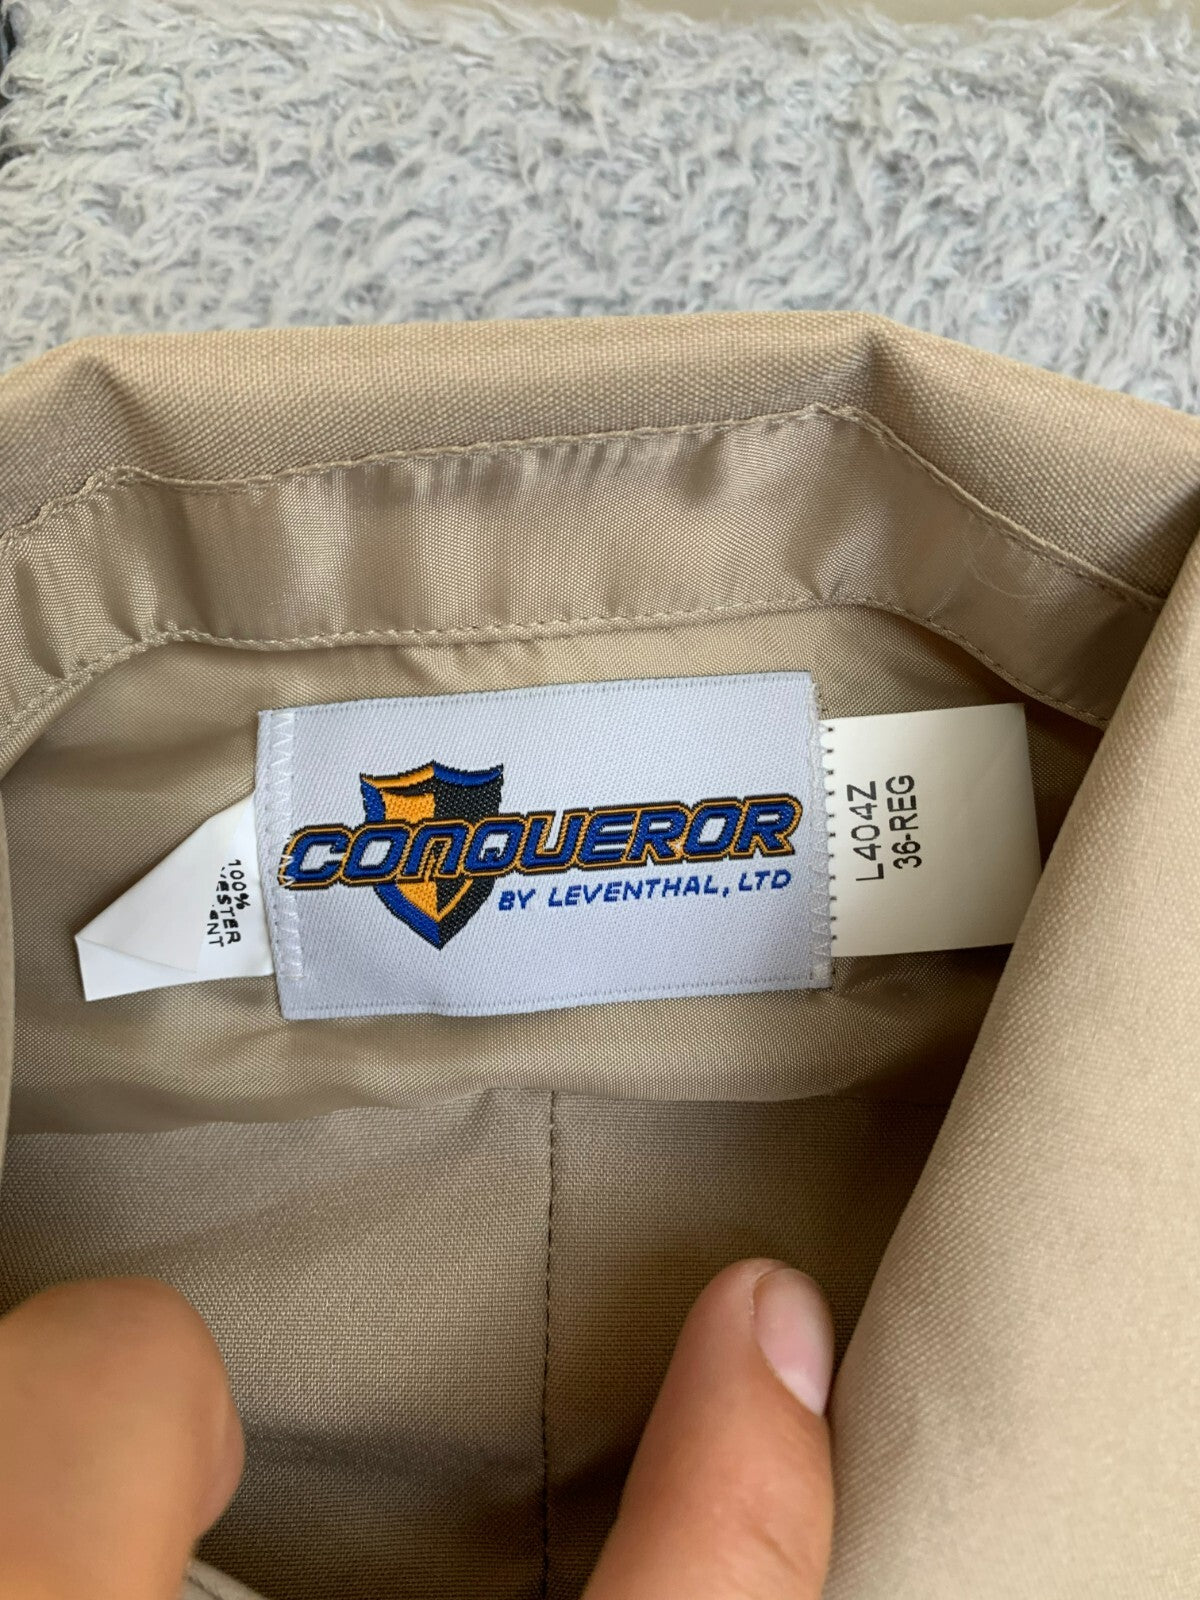 CONQUEROR
BY LEVENTHAL, LTD
L404Z
36-REG
100%